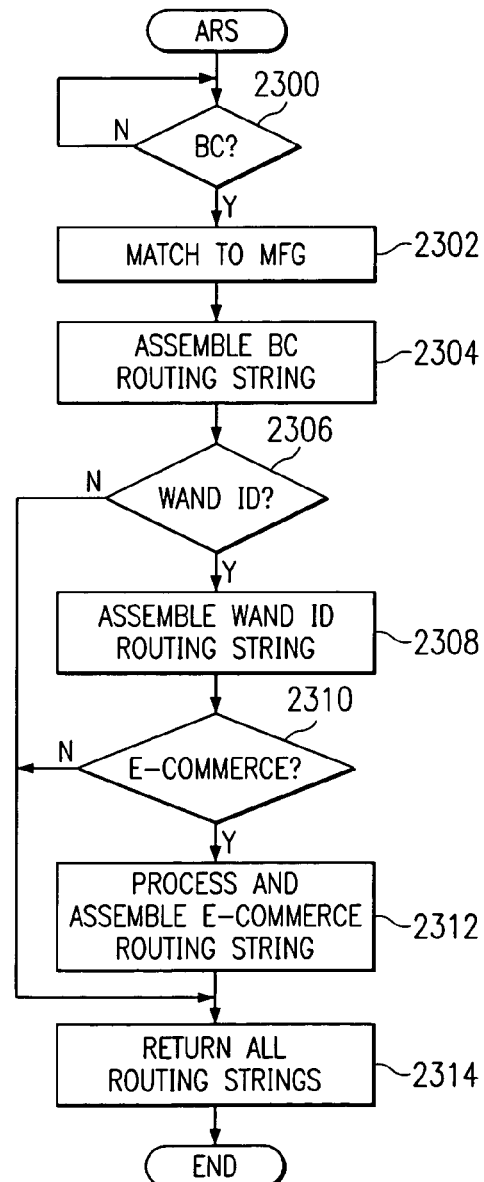 ARS
2300
N
BC?
Y
MATCH TO MFG
2302
ASSEMBLE BC
ROUTING STRING
2304
2306
N
WAND ID?
Y
ASSEMBLE WAND ID
ROUTING STRING
2308
2310
N
E-COMMERCE?
Y
PROCESS AND
ASSEMBLE E-COMMERCE
ROUTING STRING
2312
RETURN ALL
ROUTING STRINGS
2314
END